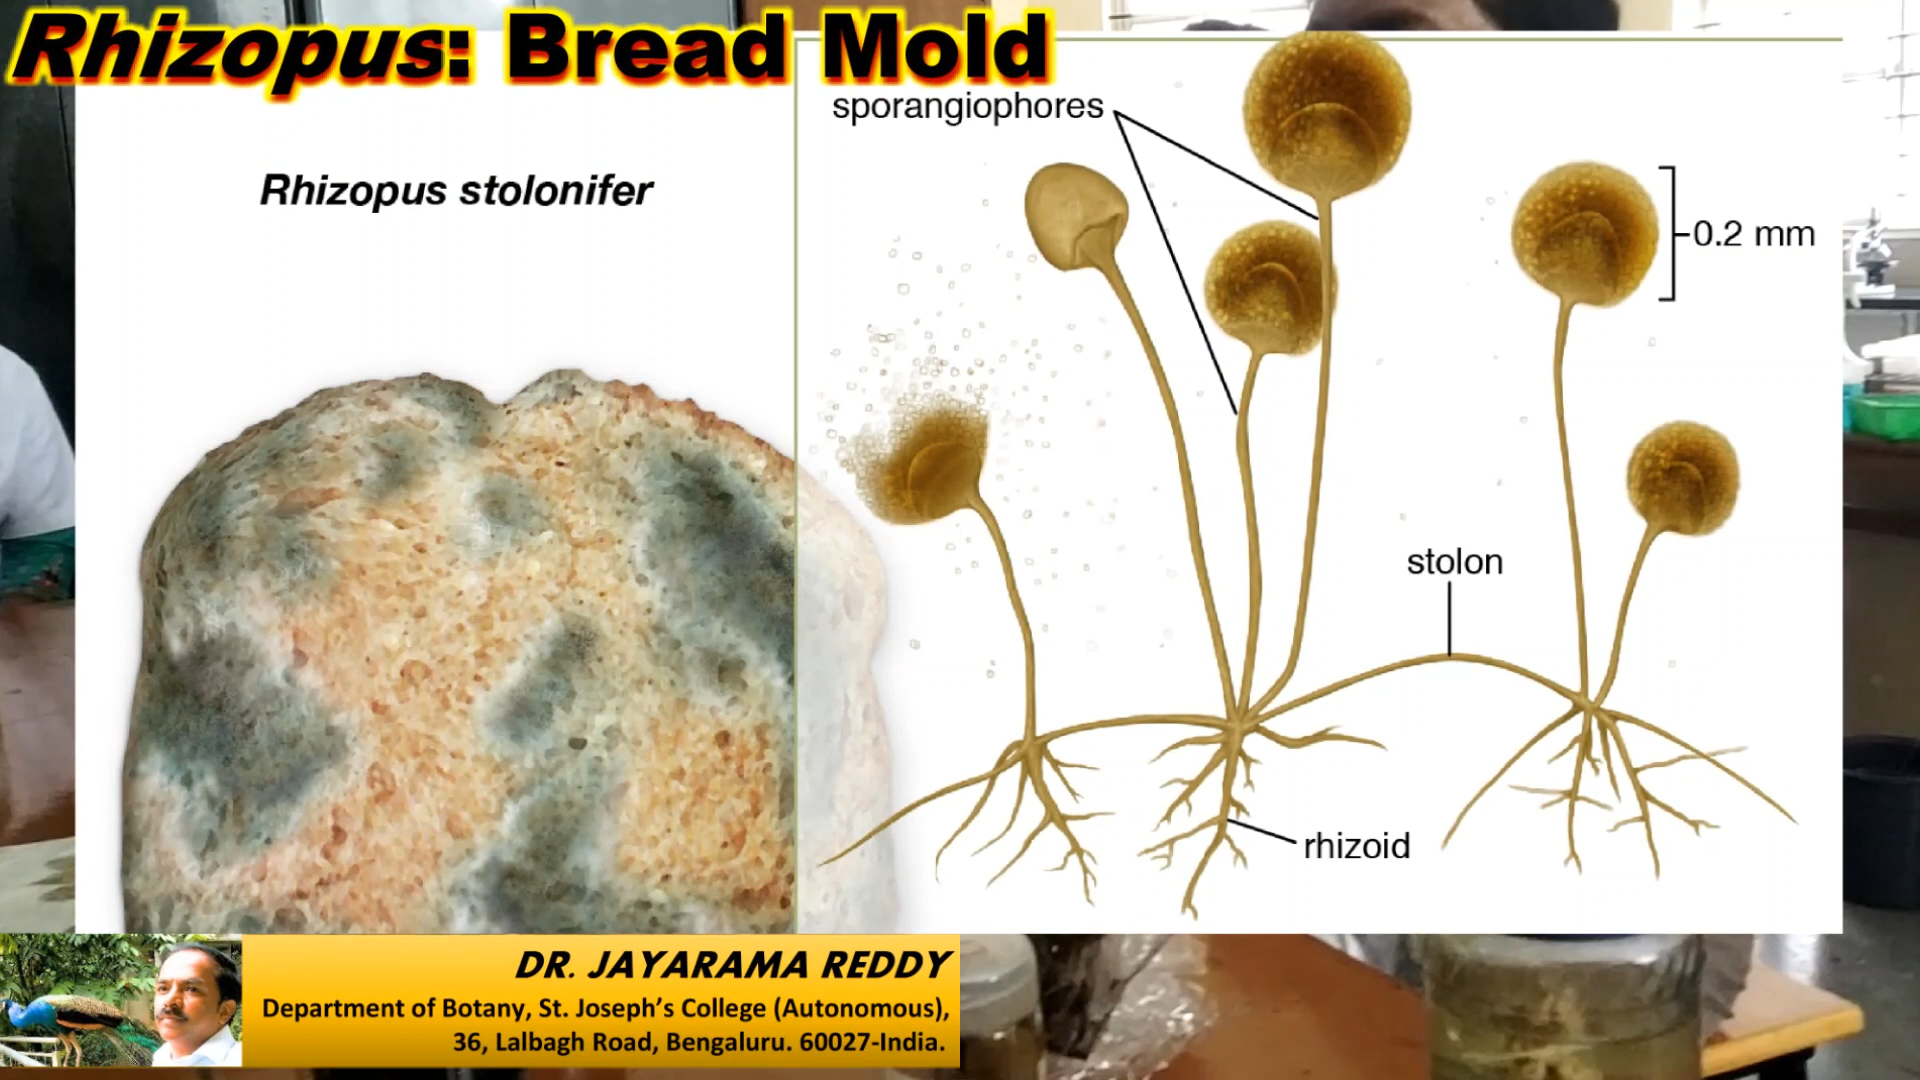 Rhizopus: Bread Mold
Rhizopus stolonifer
sporangiophores
0.2 mm
stolon
rhizoid
DR. JAYARAMA REDDY
Department of Botany, St. Joseph's College (Autonomous),
36, Lalbagh Road, Bengaluru. 60027-India.